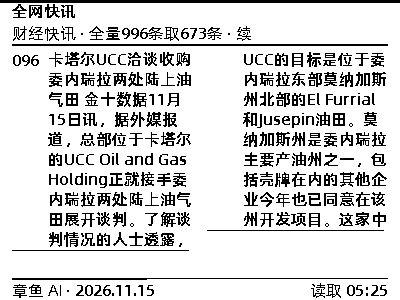 全网快讯
财经快讯 · 全量996条取673条 · 续
096 卡塔尔UCC洽谈收购
委内瑞拉两处陆上油
气田 金十数据11月
15日讯，据外媒报
道，总部位于卡塔尔
的UCC Oil and Gas
Holding正就接手委
内瑞拉两处陆上油气
田展开谈判。了解谈
判情况的人士透露，
UCC的目标是位于委
内瑞拉东部莫纳加斯
州北部的El Furrial
和Jusepin油田。莫
纳加斯州是委内瑞拉
主要产油州之一，包
括壳牌在内的其他企
业今年也已同意在该
州开发项目。这家中
章鱼 AI · 2026.11.15
读取 05:25